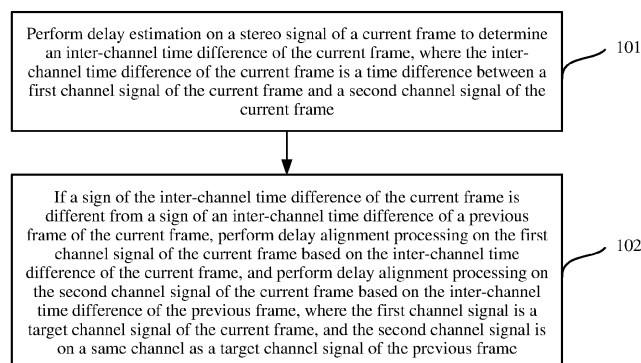 Perform delay estimation on a stereo signal of a current frame to determine
an inter-channel time difference of the current frame, where the inter-
channel time difference of the current frame is a time difference between a
first channel signal of the current frame and a second channel signal of the
current frame
101
If a sign of the inter-channel time difference of the current frame is
different from a sign of an inter-channel time difference of a previous
frame of the current frame, perform delay alignment processing on the first
channel signal of the current frame based on the inter-channel time
difference of the current frame, and perform delay alignment processing on
the second channel signal of the current frame based on the inter-channel
time difference of the previous frame, where the first channel signal is a
target channel signal of the current frame, and the second channel signal is
on a same channel as a target channel signal of the previous frame
102